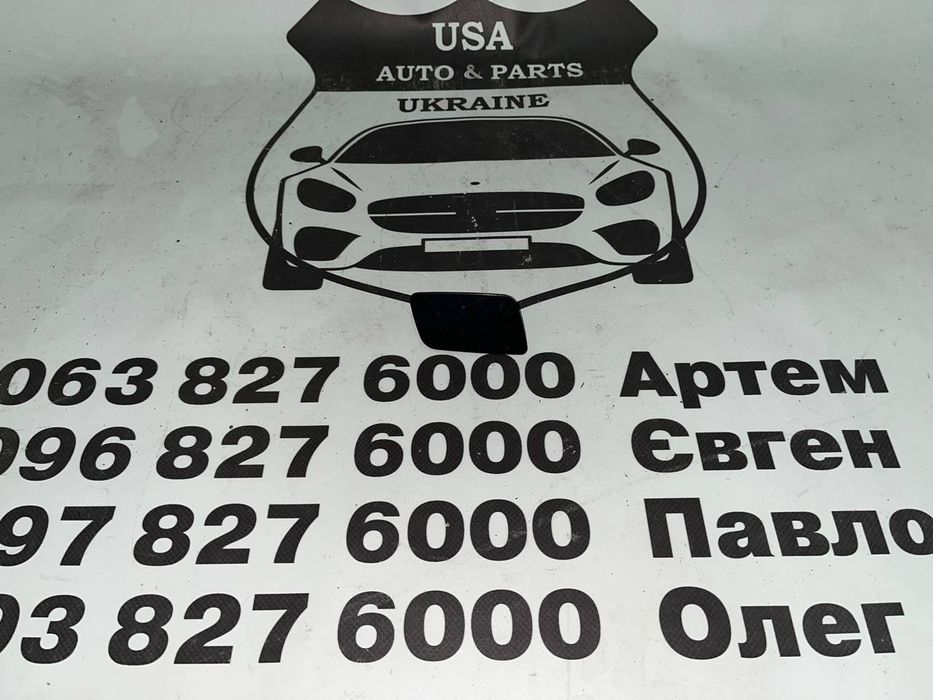 USA
AUTO & PARTS
UKRAINE
063 827 6000 Артем
096 827 6000 Євген
97 827 6000 Павло
93 827 6000 Олег